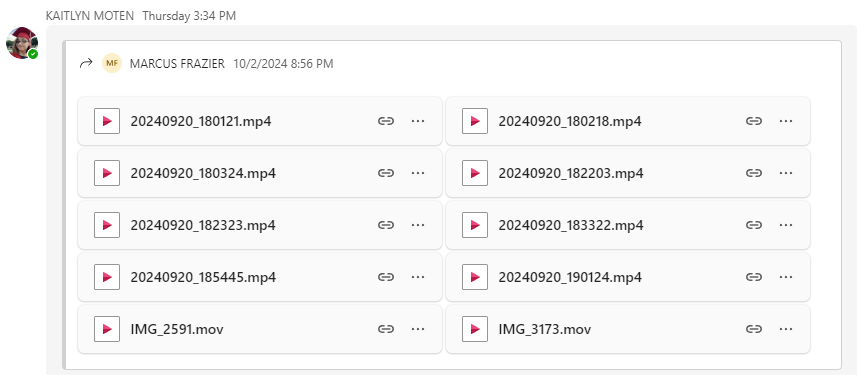 KAITLYN MOTEN Thursday 3:34 PM
MF MARCUS FRAZIER 10/2/2024 8:56 PM
20240920_180121.mp4 20240920_180218.mp4
20240920_180324.mp4 20240920_182203.mp4
20240920_182323.mp4 20240920_183322.mp4
20240920_185445.mp4 20240920_190124.mp4
IMG_2591.mov IMG_3173.mov